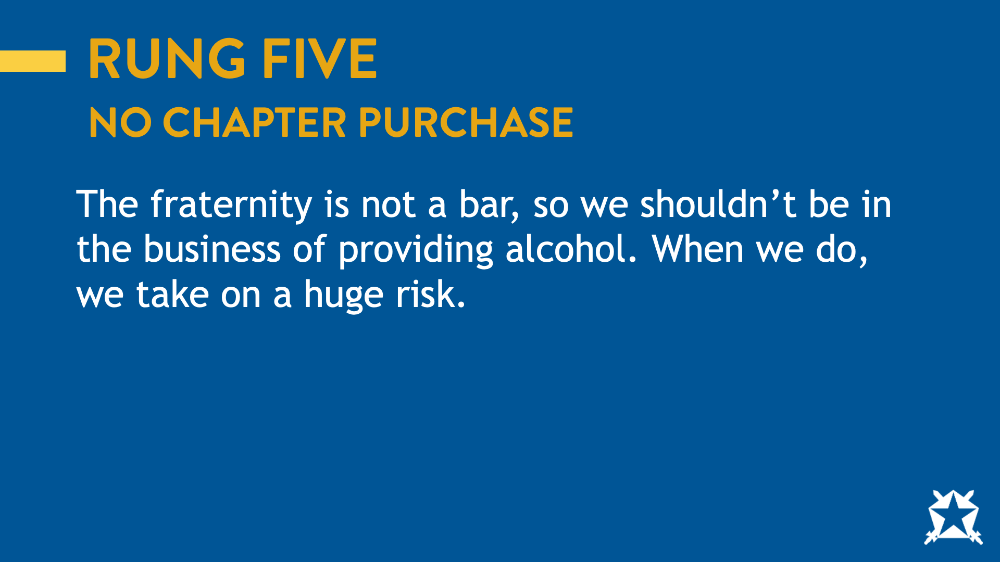 RUNG FIVE
NO CHAPTER PURCHASE
The fraternity is not a bar, so we shouldn’t be in
the business of providing alcohol. When we do,
we take on a huge risk.